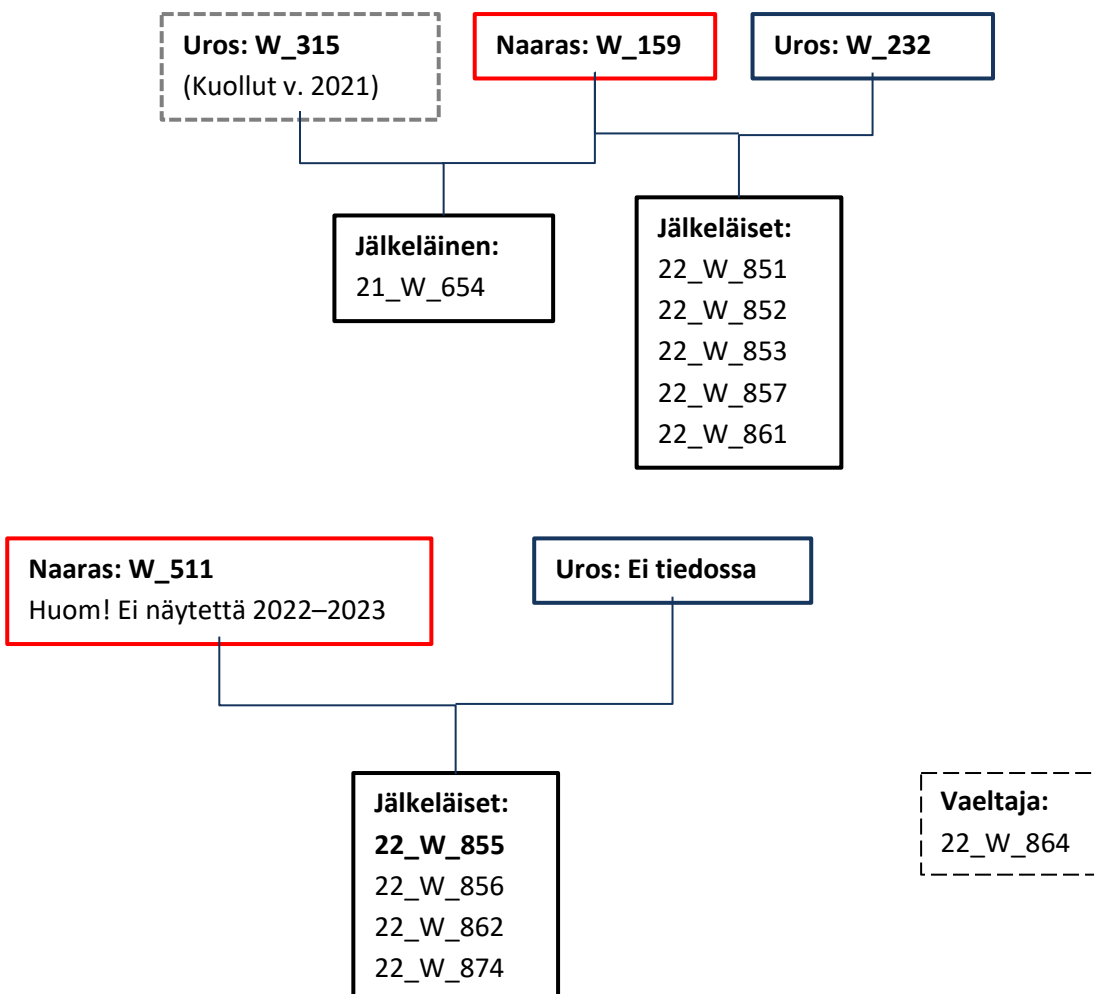 Uros: W_315
(Kuollut v. 2021)
Naaras: W_159
Uros: W_232
Jälkeläinen:
21_W_654
Jälkeläiset:
22_W_851
22_W_852
22_W_853
22_W_857
22_W_861
Naaras: W_511
Huom! Ei näytettä 2022–2023
Uros: Ei tiedossa
Jälkeläiset:
22_W_855
22_W_856
22_W_862
22_W_874
Vaeltaja:
22_W_864